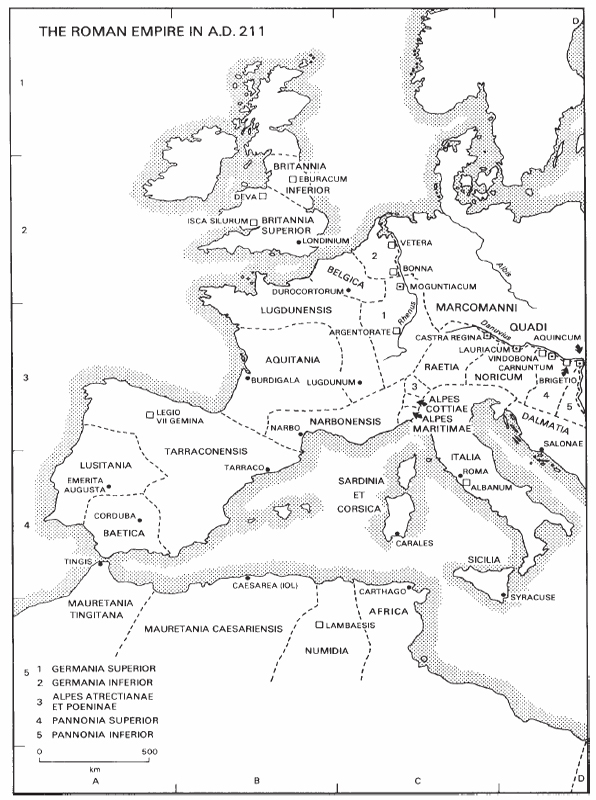 THE ROMAN EMPIRE IN A.D. 211
D
1
BRITANNIA
EBURACUM
INFERIOR
DEVA
ISCA SILURUM
BRITANNIA
SUPERIOR
2
LONDINIUM
2
VETERA
BONNA
BELGICA
DUROCORTORUM
MOGUNTIACUM
Albis
1
Rhenus
MARCOMANNI
LUGDUNENSIS
ARGENTORATE
Danuvius
QUADI
CASTRA REGINA
AQUINCUM
LAURIACUM
VINDOBONA
CARNUNTUM
AQUITANIA
RAETIA
NORICUM
BRIGETIO
3
BURDIGALA
LUGDUNUM
3
4
5
ALPES
COTTIAE
ALPES
MARITIMAE
DALMATIA
LEGIO
VII GEMINA
NARBO
NARBONENSIS
SALONAE
TARRACONENSIS
ITALIA
LUSITANIA
TARRACO
ROMA
ALBANUM
EMERITA
AUGUSTA
SARDINIA
ET
CORSICA
CORDUBA
4
BAETICA
CARALES
TINGIS
SICILIA
CAESAREA (IOL)
CARTHAGO
SYRACUSE
MAURETANIA
TINGITANA
AFRICA
MAURETANIA CAESARIENSIS
LAMBAESIS
NUMIDIA
5
1 GERMANIA SUPERIOR
2 GERMANIA INFERIOR
3 ALPES ATRECTIANAE
ET POENINAE
4 PANNONIA SUPERIOR
5 PANNONIA INFERIOR
0 500
km
A B C D